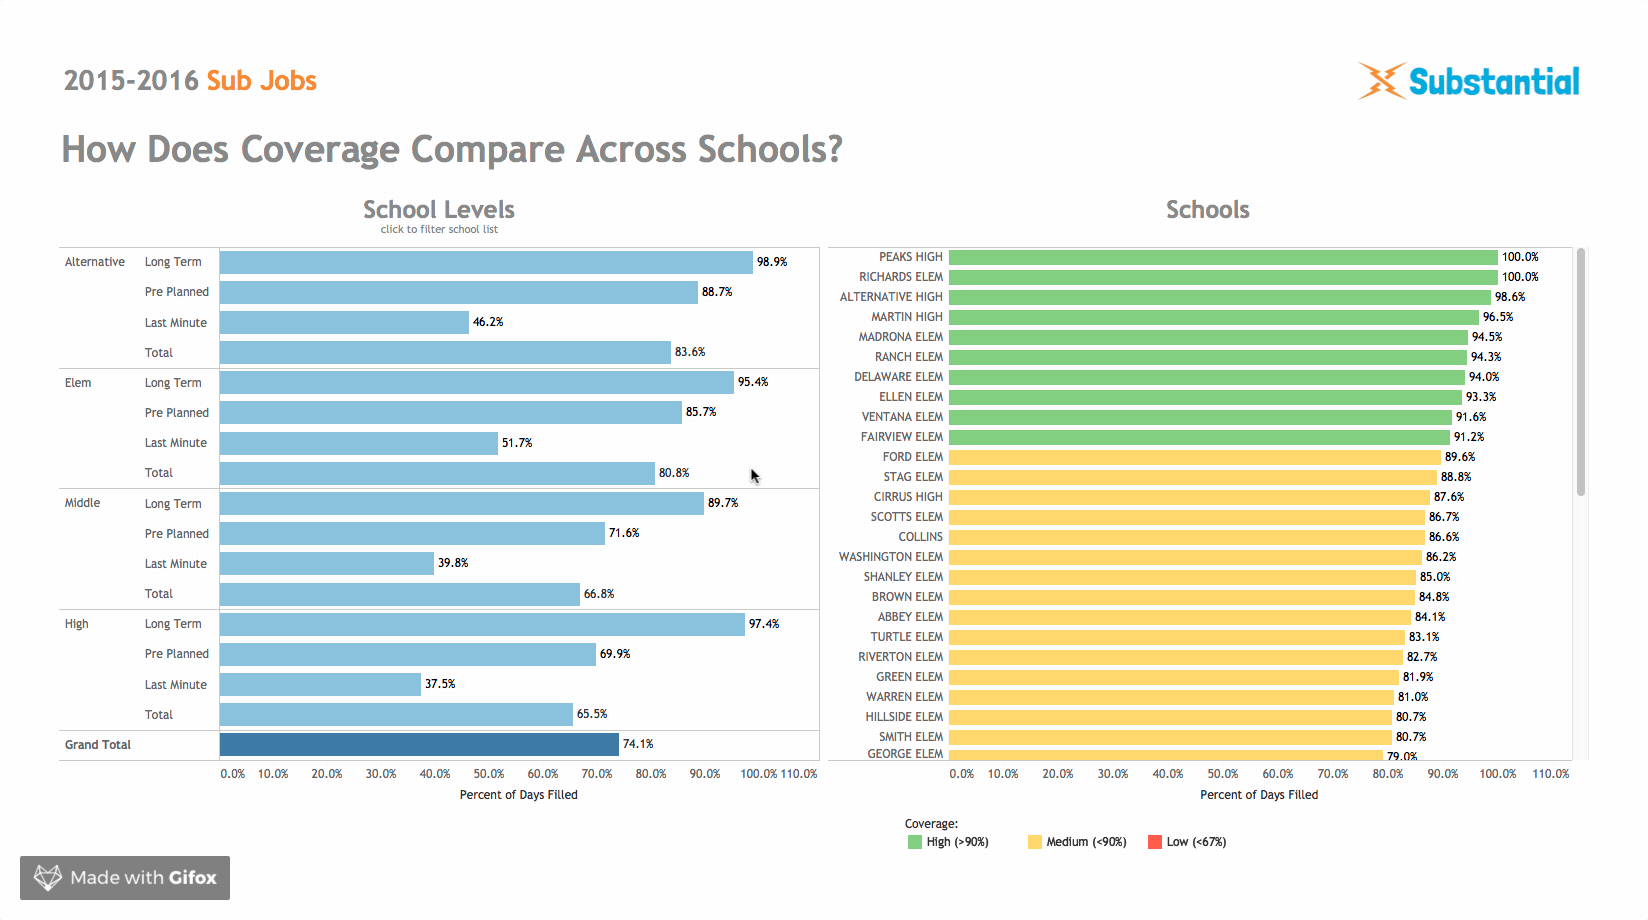 2015-2016 Sub Jobs
Substantial
How Does Coverage Compare Across Schools?
School Levels
click to filter school list
Alternative Long Term 98.9%
Pre Planned 88.7%
Last Minute 46.2%
Total 83.6%
Elem Long Term 95.4%
Pre Planned 85.7%
Last Minute 51.7%
Total 80.8%
Middle Long Term 89.7%
Pre Planned 71.6%
Last Minute 39.8%
Total 66.8%
High Long Term 97.4%
Pre Planned 69.9%
Last Minute 37.5%
Total 65.5%
Grand Total 74.1%
0.0% 10.0% 20.0% 30.0% 40.0% 50.0% 60.0% 70.0% 80.0% 90.0% 100.0% 110.0%
Percent of Days Filled
Schools
PEAKS HIGH 100.0%
RICHARDS ELEM 100.0%
ALTERNATIVE HIGH 98.6%
MARTIN HIGH 96.5%
MADRONA ELEM 94.5%
RANCH ELEM 94.3%
DELAWARE ELEM 94.0%
ELLEN ELEM 93.3%
VENTANA ELEM 91.6%
FAIRVIEW ELEM 91.2%
FORD ELEM 89.6%
STAG ELEM 88.8%
CIRRUS HIGH 87.6%
SCOTTS ELEM 86.7%
COLLINS 86.6%
WASHINGTON ELEM 86.2%
SHANLEY ELEM 85.0%
BROWN ELEM 84.8%
ABBEY ELEM 84.1%
TURTLE ELEM 83.1%
RIVERTON ELEM 82.7%
GREEN ELEM 81.9%
WARREN ELEM 81.0%
HILLSIDE ELEM 80.7%
SMITH ELEM 80.7%
GEORGE ELEM 79.0%
0.0% 10.0% 20.0% 30.0% 40.0% 50.0% 60.0% 70.0% 80.0% 90.0% 100.0% 110.0%
Percent of Days Filled
Coverage:
High (>90%) Medium (<90%) Low (<67%)
Made with Gifox